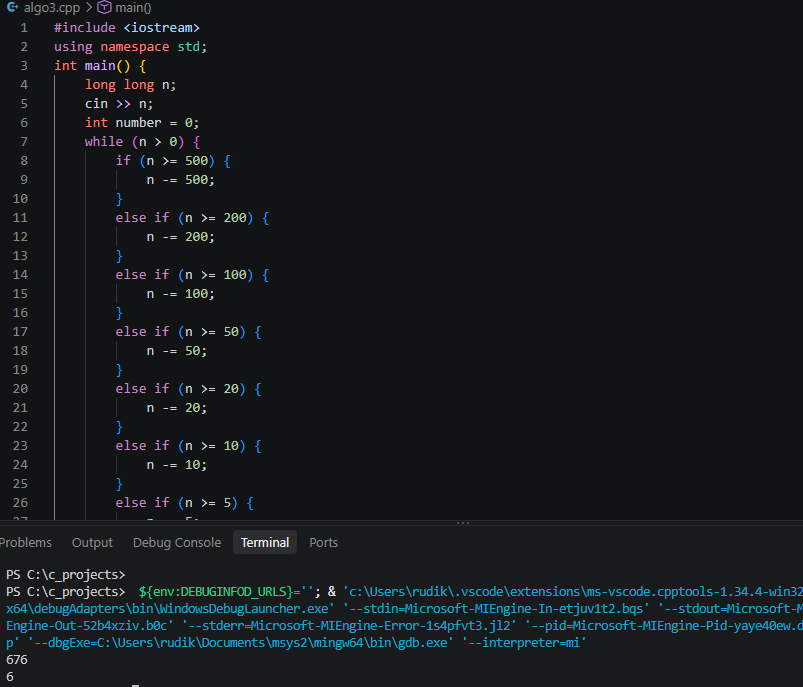 algo3.cpp > main()
1 #include <iostream>
2 using namespace std;
3 int main() {
4 long long n;
5 cin >> n;
6 int number = 0;
7 while (n > 0) {
8 if (n >= 500) {
9 n -= 500;
10 }
11 else if (n >= 200) {
12 n -= 200;
13 }
14 else if (n >= 100) {
15 n -= 100;
16 }
17 else if (n >= 50) {
18 n -= 50;
19 }
20 else if (n >= 20) {
21 n -= 20;
22 }
23 else if (n >= 10) {
24 n -= 10;
25 }
26 else if (n >= 5) {
Problems Output Debug Console Terminal Ports
PS C:\c_projects>
PS C:\c_projects> ${env:DEBUGINFOD_URLS}=''; & 'c:\Users\rudik\.vscode\extensions\ms-vscode.cpptools-1.34.4-win32
x64\debugAdapters\bin\WindowsDebugLauncher.exe' '--stdin=Microsoft-MIEngine-In-etjuv1t2.bqs' '--stdout=Microsoft-M
Engine-Out-52b4xziv.b0c' '--stderr=Microsoft-MIEngine-Error-1s4pfvt3.jl2' '--pid=Microsoft-MIEngine-Pid-yaye40ew.d
p' '--dbgExe=C:\Users\rudik\Documents\msys2\mingw64\bin\gdb.exe' '--interpreter=mi'
676
6